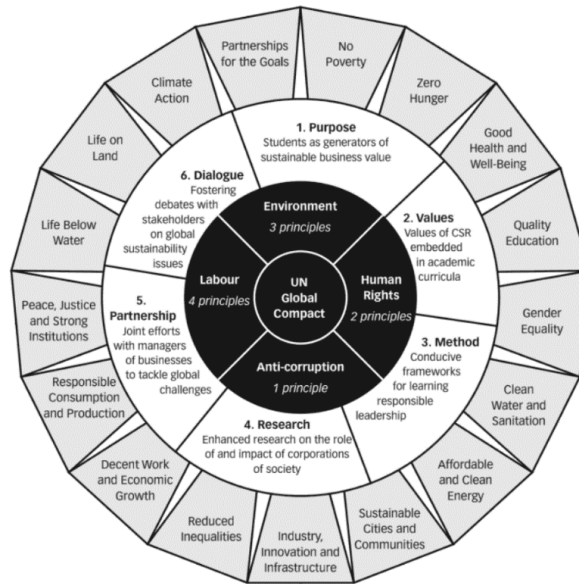 Partnerships
for the Goals
No
Poverty
Zero
Hunger
Good
Health and
Well-Being
Quality
Education
Gender
Equality
Clean
Water and
Sanitation
Affordable
and Clean
Energy
Sustainable
Cities and
Communities
Industry,
Innovation and
Infrastructure
Reduced
Inequalities
Decent Work
and Economic
Growth
Responsible
Consumption
and Production
Peace, Justice
and Strong
Institutions
Life Below
Water
Life on
Land
Climate
Action
1. Purpose
Students as generators of
sustainable business value
2. Values
Values of CSR
embedded
in academic
curricula
3. Method
Conducive
frameworks
for learning
responsible
leadership
4. Research
Enhanced research on the role
of and impact of corporations
of society
5.
Partnership
Joint efforts
with managers
of businesses
to tackle global
challenges
6. Dialogue
Fostering
debates with
stakeholders
on global
sustainability
issues
Environment
3 principles
Human
Rights
2 principles
Anti-corruption
1 principle
Labour
4 principles
UN
Global
Compact